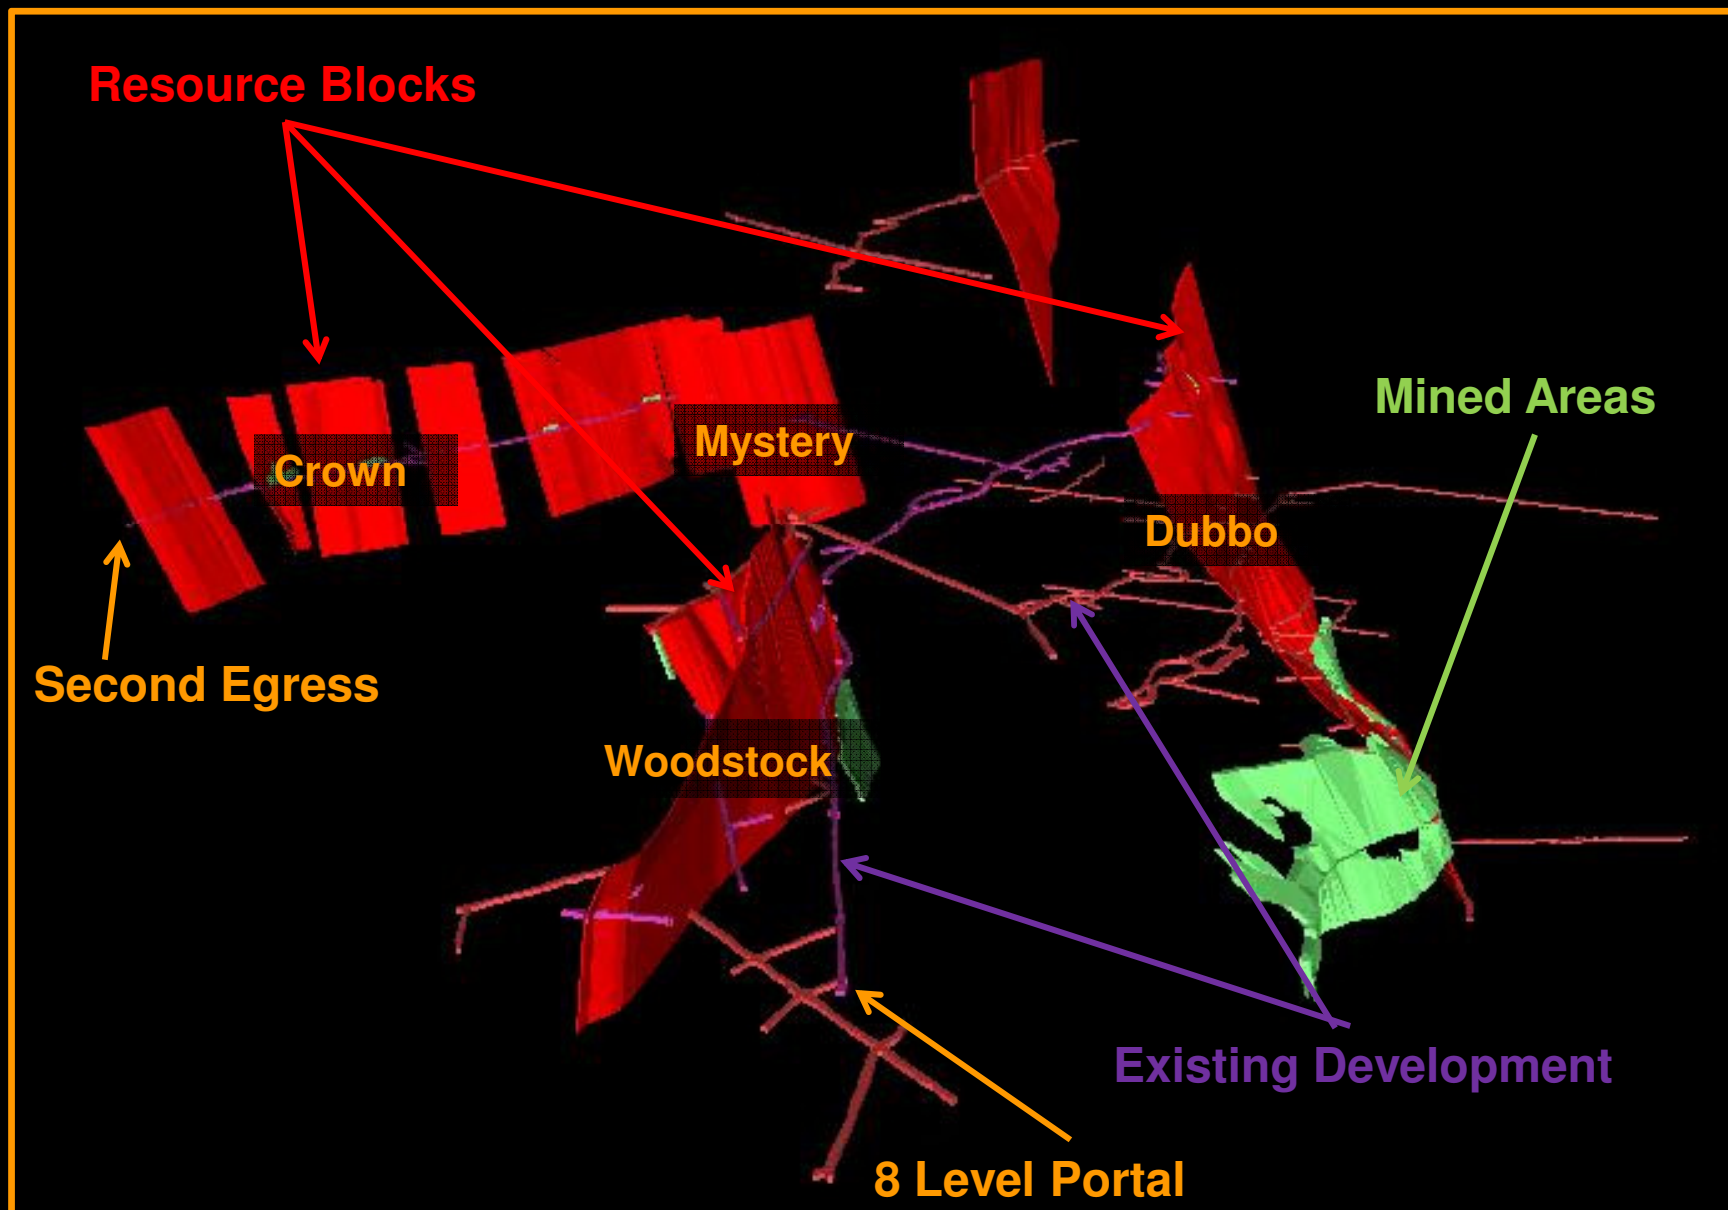 Resource Blocks
Mined Areas
Mystery
Crown
Dubbo
Second Egress
Woodstock
Existing Development
8 Level Portal